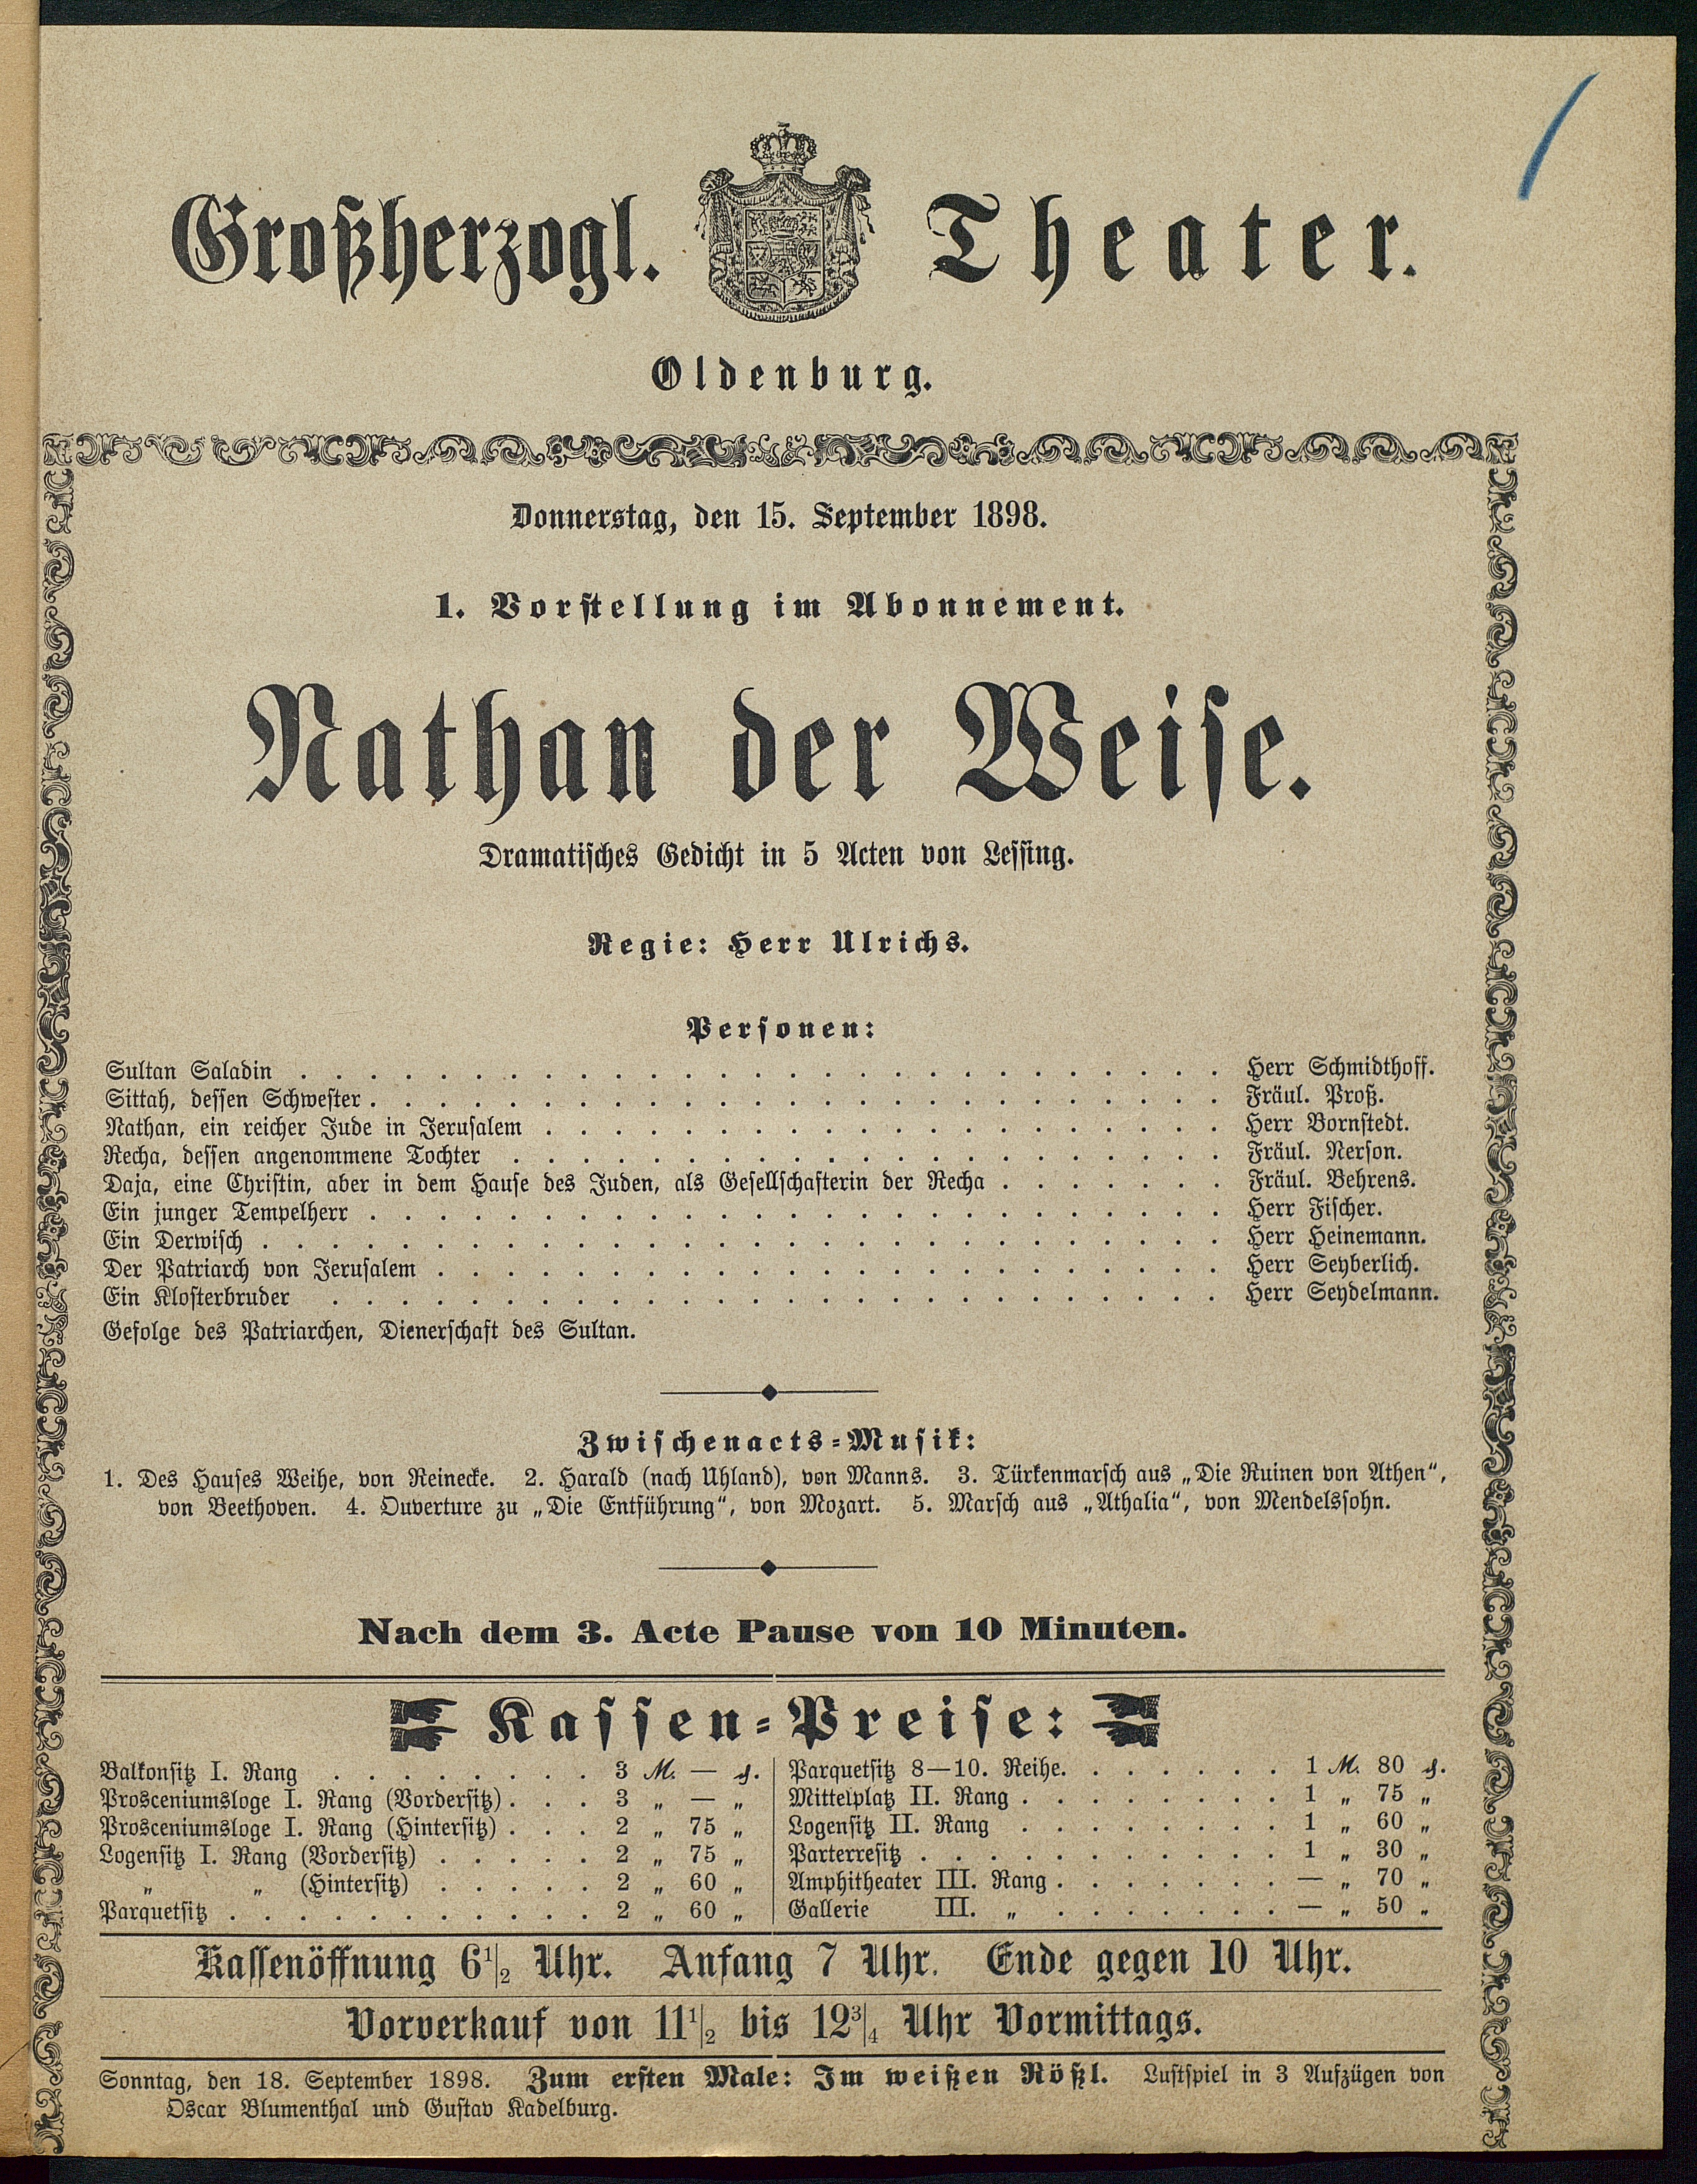 Großherzogl. Theater.
Oldenburg.
Donnerstag, den 15. September 1898.
1. Vorstellung im Abonnement.
Nathan der Weise.
Dramatisches Gedicht in 5 Acten von Lessing.
Regie: Herr Ulrichs.
Personen:
Sultan Saladin . . . . . . . . . . Herr Schmidthoff.
Sittah, dessen Schwester . . . . . . . . . . Fräul. Proß.
Nathan, ein reicher Jude in Jerusalem . . . . . . . . . . Herr Bornstedt.
Recha, dessen angenommene Tochter . . . . . . . . . . Fräul. Nerson.
Daja, eine Christin, aber in dem Hause des Juden, als Gesellschafterin der Recha . . . . . . . Fräul. Behrens.
Ein junger Tempelherr . . . . . . . . . . Herr Fischer.
Ein Derwisch . . . . . . . . . . Herr Heinemann.
Der Patriarch von Jerusalem . . . . . . . . . . Herr Seyberlich.
Ein Klosterbruder . . . . . . . . . . Herr Seydelmann.
Gefolge des Patriarchen, Dienerschaft des Sultan.
Zwischenacts-Musik:
1. Des Hauses Weihe, von Reinecke. 2. Harald (nach Uhland), von Manns. 3. Türkenmarsch aus „Die Ruinen von Athen“,
von Beethoven. 4. Ouverture zu „Die Entführung“, von Mozart. 5. Marsch aus „Athalia“, von Mendelssohn.
Nach dem 3. Acte Pause von 10 Minuten.
Kassen-Preise:
Balkonsitz I. Rang . . . . . . . . 3 M. — ₰.
Prosceniumsloge I. Rang (Vordersitz) . . . 3 „ — „
Prosceniumsloge I. Rang (Hintersitz) . . . 2 „ 75 „
Logensitz I. Rang (Vordersitz) . . . . . 2 „ 75 „
„ „ (Hintersitz) . . . . . 2 „ 60 „
Parquetsitz . . . . . . . . . . . 2 „ 60 „
Parquetsitz 8—10. Reihe. . . . . . . 1 M. 80 ₰.
Mittelplatz II. Rang . . . . . . . . 1 „ 75 „
Logensitz II. Rang . . . . . . . . 1 „ 60 „
Parterresitz . . . . . . . . . . . 1 „ 30 „
Amphitheater III. Rang . . . . . . . — „ 70 „
Gallerie III. „ . . . . . . . — „ 50 „
Kassenöffnung 6 1/2 Uhr. Anfang 7 Uhr. Ende gegen 10 Uhr.
Vorverkauf von 11 1/2 bis 12 3/4 Uhr Vormittags.
Sonntag, den 18. September 1898. Zum ersten Male: Im weißen Rößl. Lustspiel in 3 Aufzügen von
Oscar Blumenthal und Gustav Kadelburg.